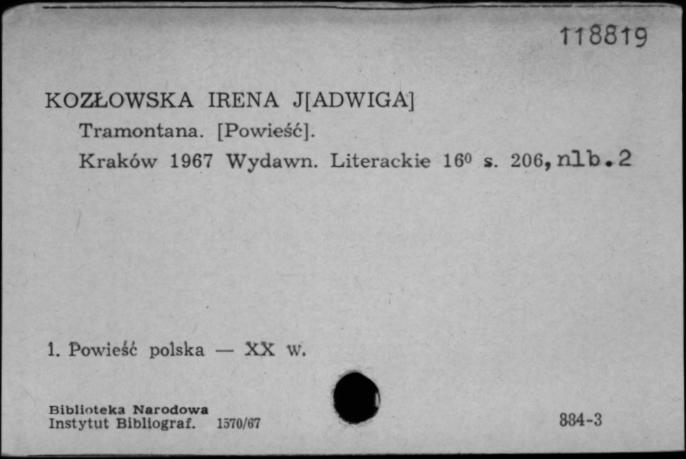 118819
KOZŁOWSKA IRENA J[ADWIGA]
Tramontana. [Powieść].
Kraków 1967 Wydawn. Literackie 16⁰ s. 206, nlb. 2
1. Powieść polska — XX w.
Biblioteka Narodowa
Instytut Bibliograf. 1570/67
884-3